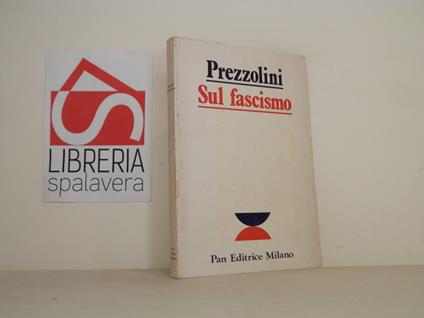 LIBRERIA
spalavera
Prezzolini
Sul fascismo
Pan Editrice Milano